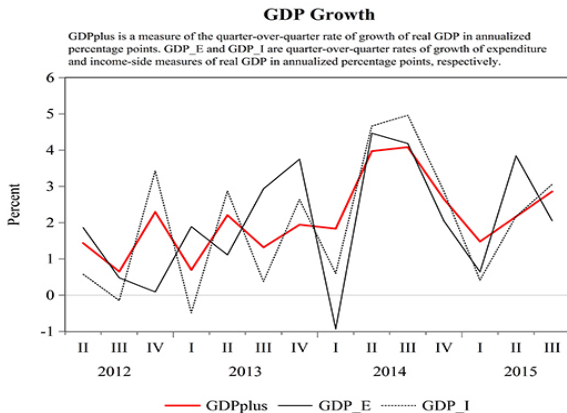 GDP Growth
GDPplus is a measure of the quarter-over-quarter rate of growth of real GDP in annualized
percentage points. GDP_E and GDP_I are quarter-over-quarter rates of growth of expenditure
and income-side measures of real GDP in annualized percentage points, respectively.
6
5
4
3
2
1
0
-1
Percent
II III IV I II III IV I II III IV I II III
2012 2013 2014 2015
GDPplus GDP_E GDP_I